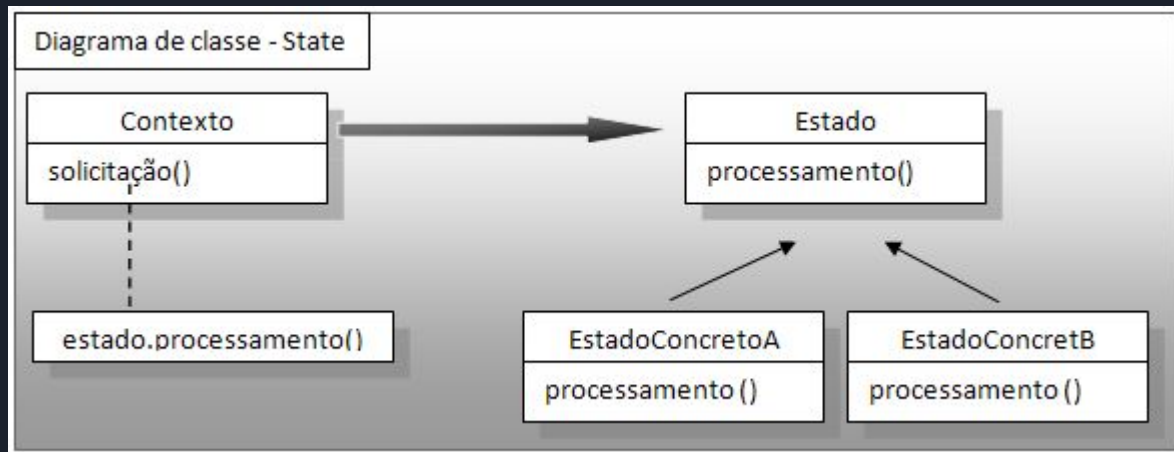 Diagrama de classe - State
Contexto
solicitação()
estado.processamento()
Estado
processamento()
EstadoConcretoA
processamento ()
EstadoConcretB
processamento ()